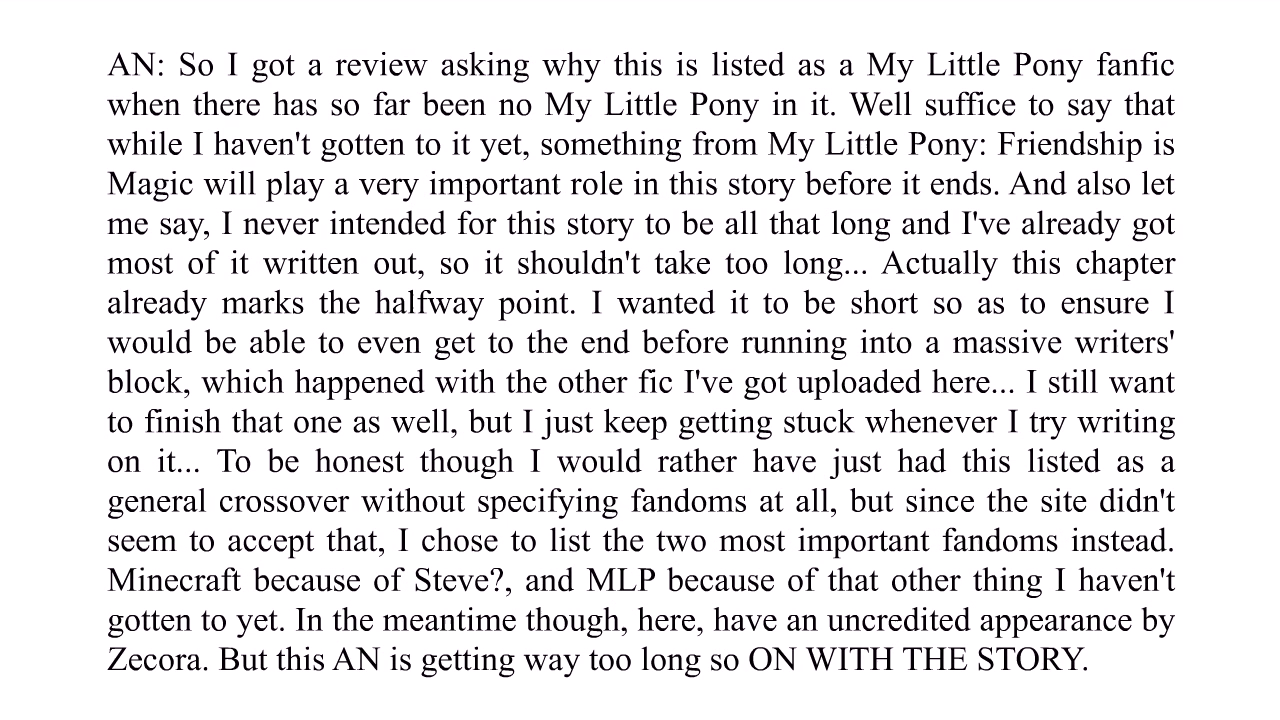 AN: So I got a review asking why this is listed as a My Little Pony fanfic
when there has so far been no My Little Pony in it. Well suffice to say that
while I haven't gotten to it yet, something from My Little Pony: Friendship is
Magic will play a very important role in this story before it ends. And also let
me say, I never intended for this story to be all that long and I've already got
most of it written out, so it shouldn't take too long... Actually this chapter
already marks the halfway point. I wanted it to be short so as to ensure I
would be able to even get to the end before running into a massive writers'
block, which happened with the other fic I've got uploaded here... I still want
to finish that one as well, but I just keep getting stuck whenever I try writing
on it... To be honest though I would rather have just had this listed as a
general crossover without specifying fandoms at all, but since the site didn't
seem to accept that, I chose to list the two most important fandoms instead.
Minecraft because of Steve?, and MLP because of that other thing I haven't
gotten to yet. In the meantime though, here, have an uncredited appearance by
Zecora. But this AN is getting way too long so ON WITH THE STORY.